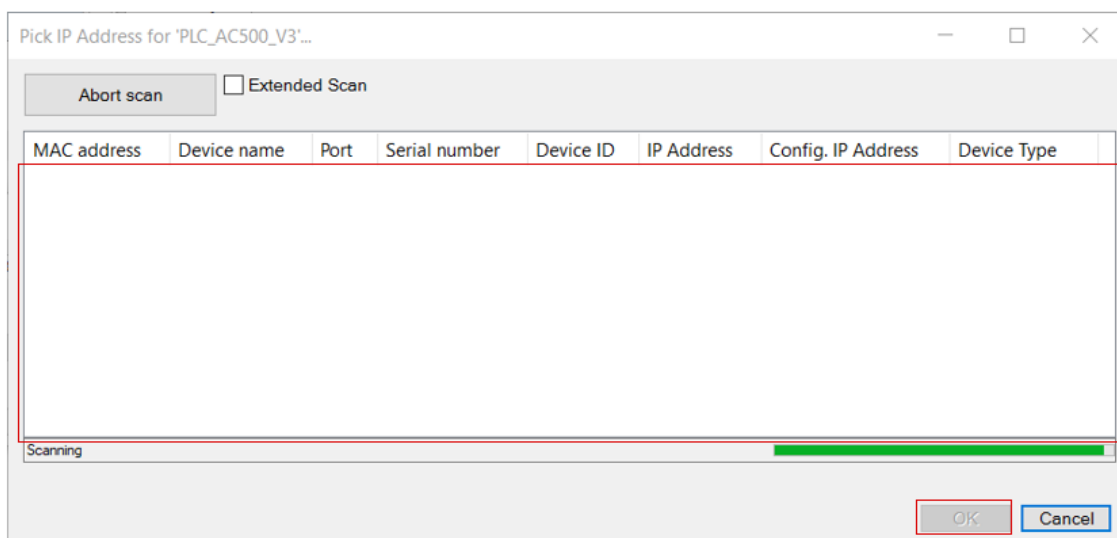 Pick IP Address for 'PLC_AC500_V3'...
Abort scan
Extended Scan
MAC address Device name Port Serial number Device ID IP Address Config. IP Address Device Type
Scanning
OK Cancel